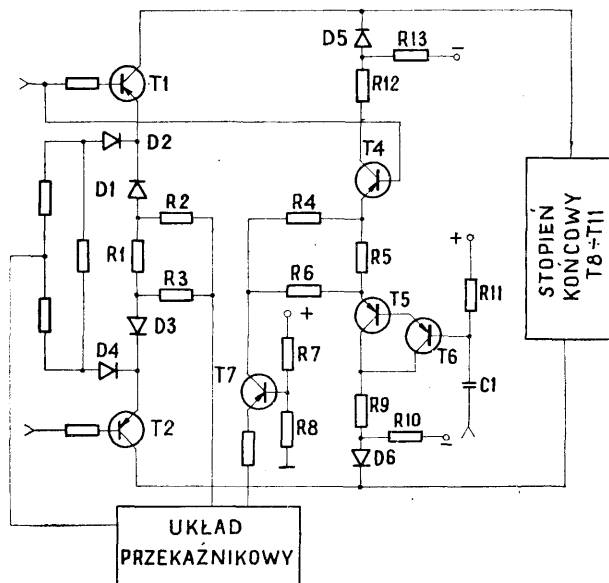 D5
R13
−
T1
R12
D2
T4
D1
R2
R4
R1
R5
R3
R6
+
R11
D3
+
T5
T6
D4
T7
R7
C1
R8
R9
R10
−
T2
D6
STOPIEŃ
KOŃCOWY
T8÷T11
UKŁAD
PRZEKAŹNIKOWY